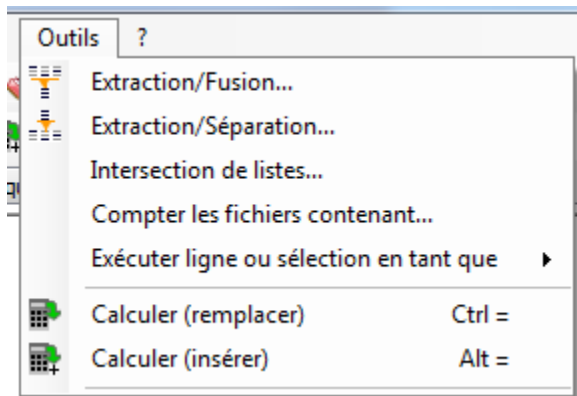 Outils ?
Extraction/Fusion...
Extraction/Séparation...
Intersection de listes...
Compter les fichiers contenant...
Exécuter ligne ou sélection en tant que
Calculer (remplacer) Ctrl =
Calculer (insérer) Alt =